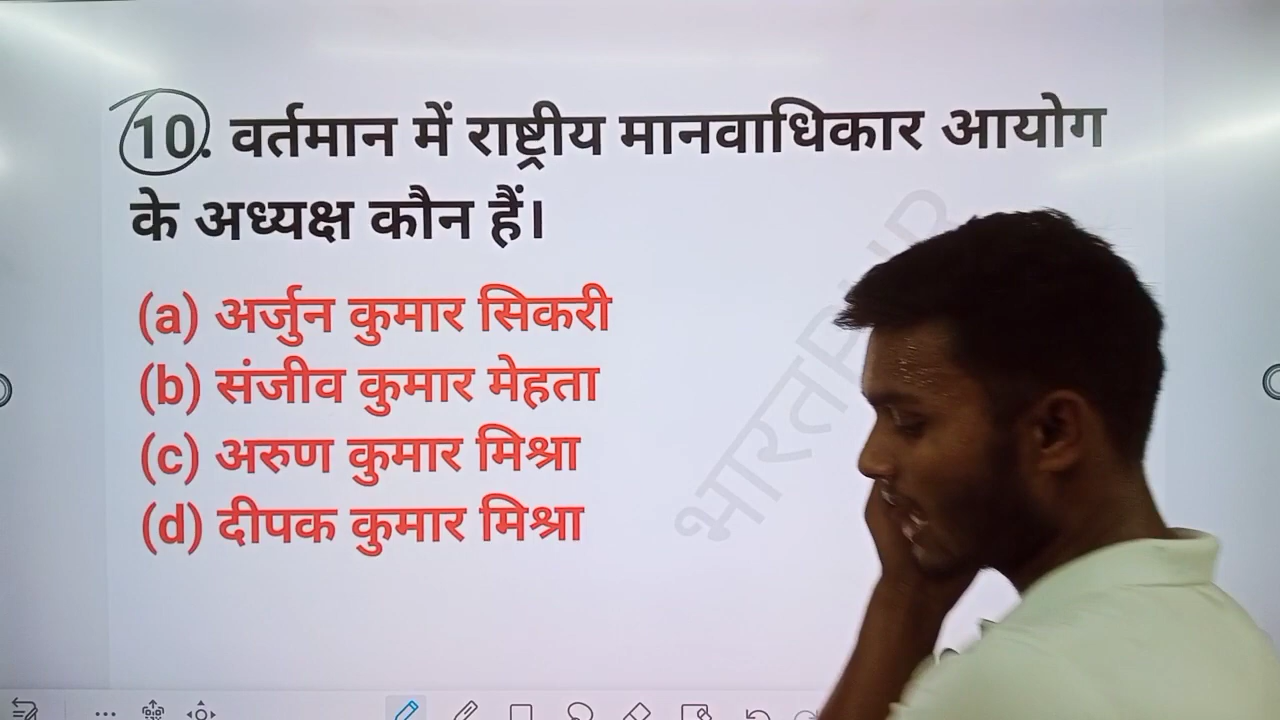 10. वर्तमान में राष्ट्रीय मानवाधिकार आयोग
के अध्यक्ष कौन हैं।
(a) अर्जुन कुमार सिकरी
(b) संजीव कुमार मेहता
(c) अरुण कुमार मिश्रा
(d) दीपक कुमार मिश्रा